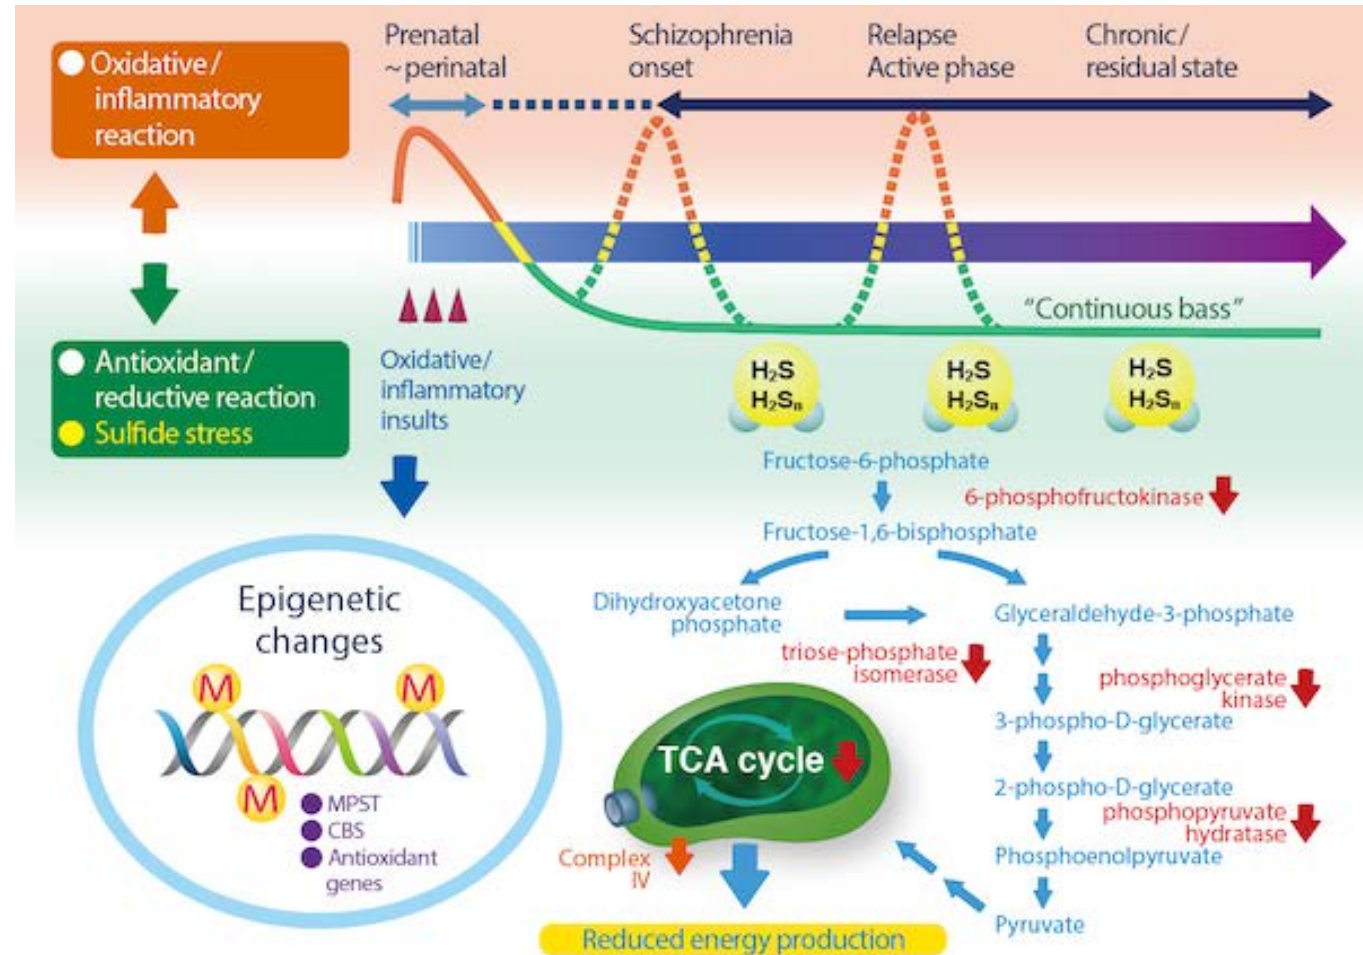 Oxidative/
inflammatory
reaction
Prenatal
~perinatal
Schizophrenia
onset
Relapse
Active phase
Chronic/
residual state
Antioxidant/
reductive reaction
Sulfide stress
Oxidative/
inflammatory
insults
"Continuous bass"
H₂S
H₂Sₙ
H₂S
H₂Sₙ
H₂S
H₂Sₙ
Fructose-6-phosphate
6-phosphofructokinase
Fructose-1,6-bisphosphate
Dihydroxyacetone
phosphate
Glyceraldehyde-3-phosphate
triose-phosphate
isomerase
phosphoglycerate
kinase
3-phospho-D-glycerate
2-phospho-D-glycerate
phosphopyruvate
hydratase
Phosphoenolpyruvate
Pyruvate
Epigenetic
changes
M
M
M
MPST
CBS
Antioxidant
genes
TCA cycle
Complex
IV
Reduced energy production